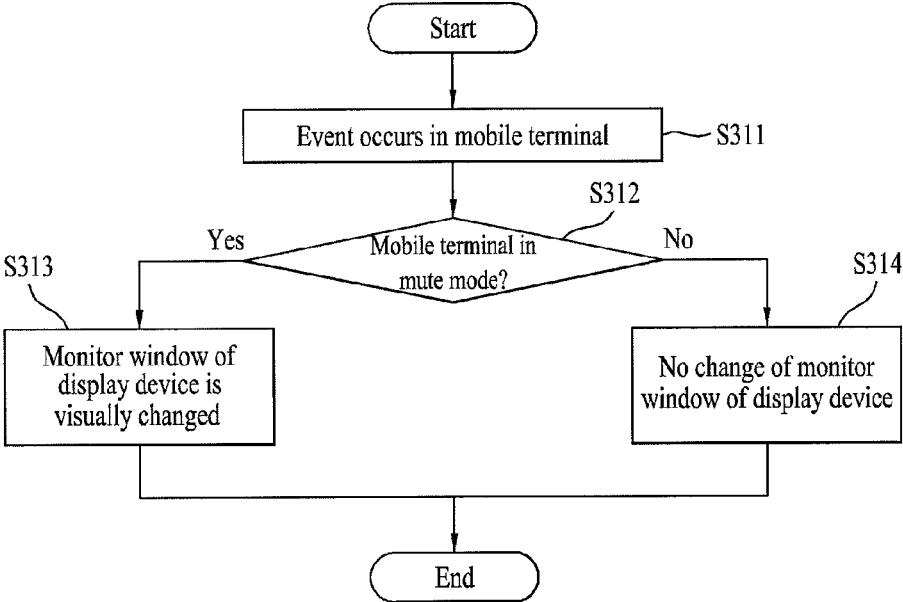 Start
Event occurs in mobile terminal
S311
S312
Yes
Mobile terminal in
mute mode?
No
S313
S314
Monitor window of
display device is
visually changed
No change of monitor
window of display device
End